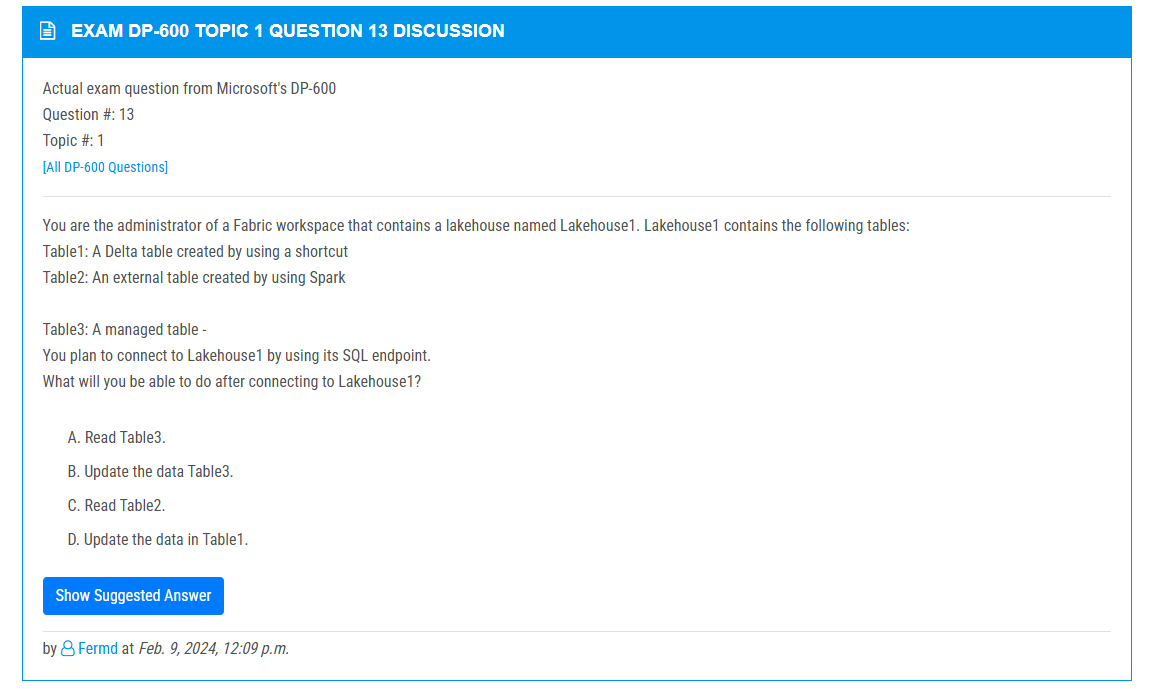 EXAM DP-600 TOPIC 1 QUESTION 13 DISCUSSION
Actual exam question from Microsoft's DP-600
Question #: 13
Topic #: 1
[All DP-600 Questions]
You are the administrator of a Fabric workspace that contains a lakehouse named Lakehouse1. Lakehouse1 contains the following tables:
Table1: A Delta table created by using a shortcut
Table2: An external table created by using Spark
Table3: A managed table -
You plan to connect to Lakehouse1 by using its SQL endpoint.
What will you be able to do after connecting to Lakehouse1?
A. Read Table3.
B. Update the data Table3.
C. Read Table2.
D. Update the data in Table1.
Show Suggested Answer
by Fermd at Feb. 9, 2024, 12:09 p.m.